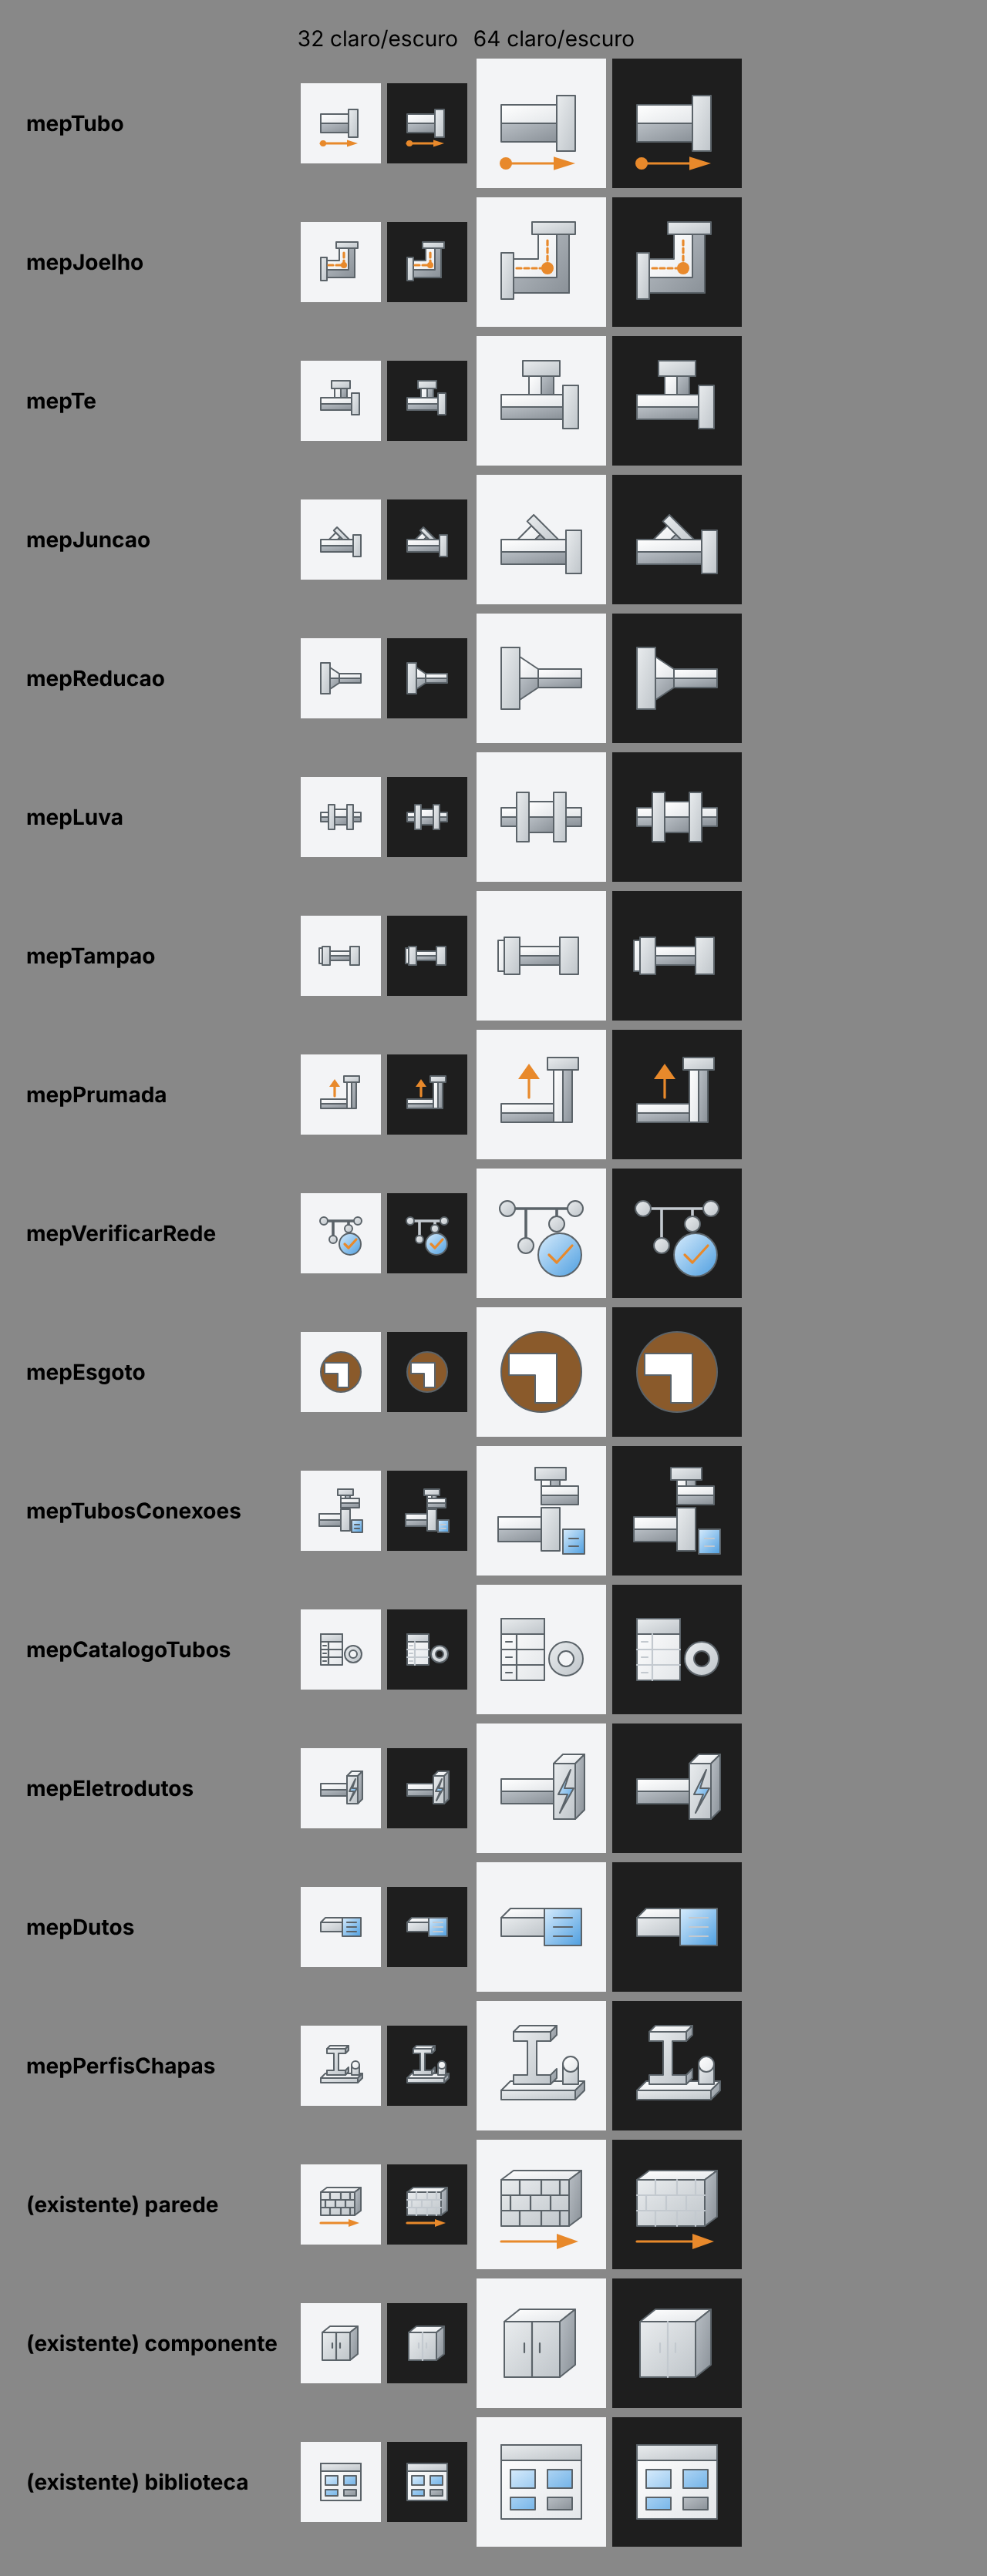 32 claro/escuro 64 claro/escuro
mepTubo
mepJoelho
mepTe
mepJuncao
mepReducao
mepLuva
mepTampao
mepPrumada
mepVerificarRede
mepEsgoto
mepTubosConexoes
mepCatalogoTubos
mepEletrodutos
mepDutos
mepPerfisChapas
(existente) parede
(existente) componente
(existente) biblioteca